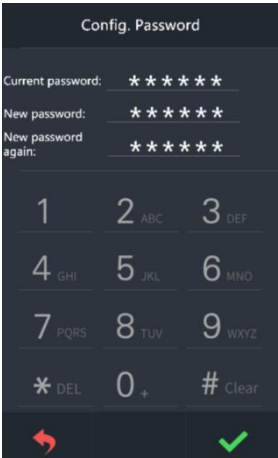 Config. Password
Current password: ******
New password: ******
New password
again: ******
1 2 ABC 3 DEF
4 GHI 5 JKL 6 MNO
7 PQRS 8 TUV 9 WXYZ
* DEL 0 + # Clear